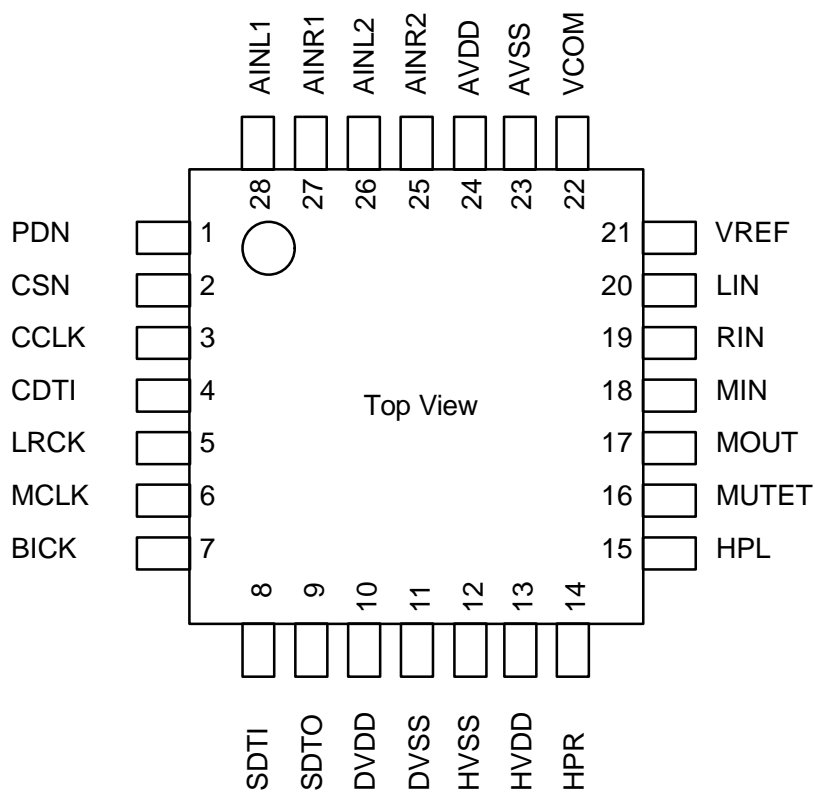 AINL1 AINR1 AINL2 AINR2 AVDD AVSS VCOM
28 27 26 25 24 23 22
PDN 1 21 VREF
CSN 2 20 LIN
CCLK 3 19 RIN
CDTI 4 18 MIN
Top View
LRCK 5 17 MOUT
MCLK 6 16 MUTET
BICK 7 15 HPL
8 9 10 11 12 13 14
SDTI SDTO DVDD DVSS HVSS HVDD HPR